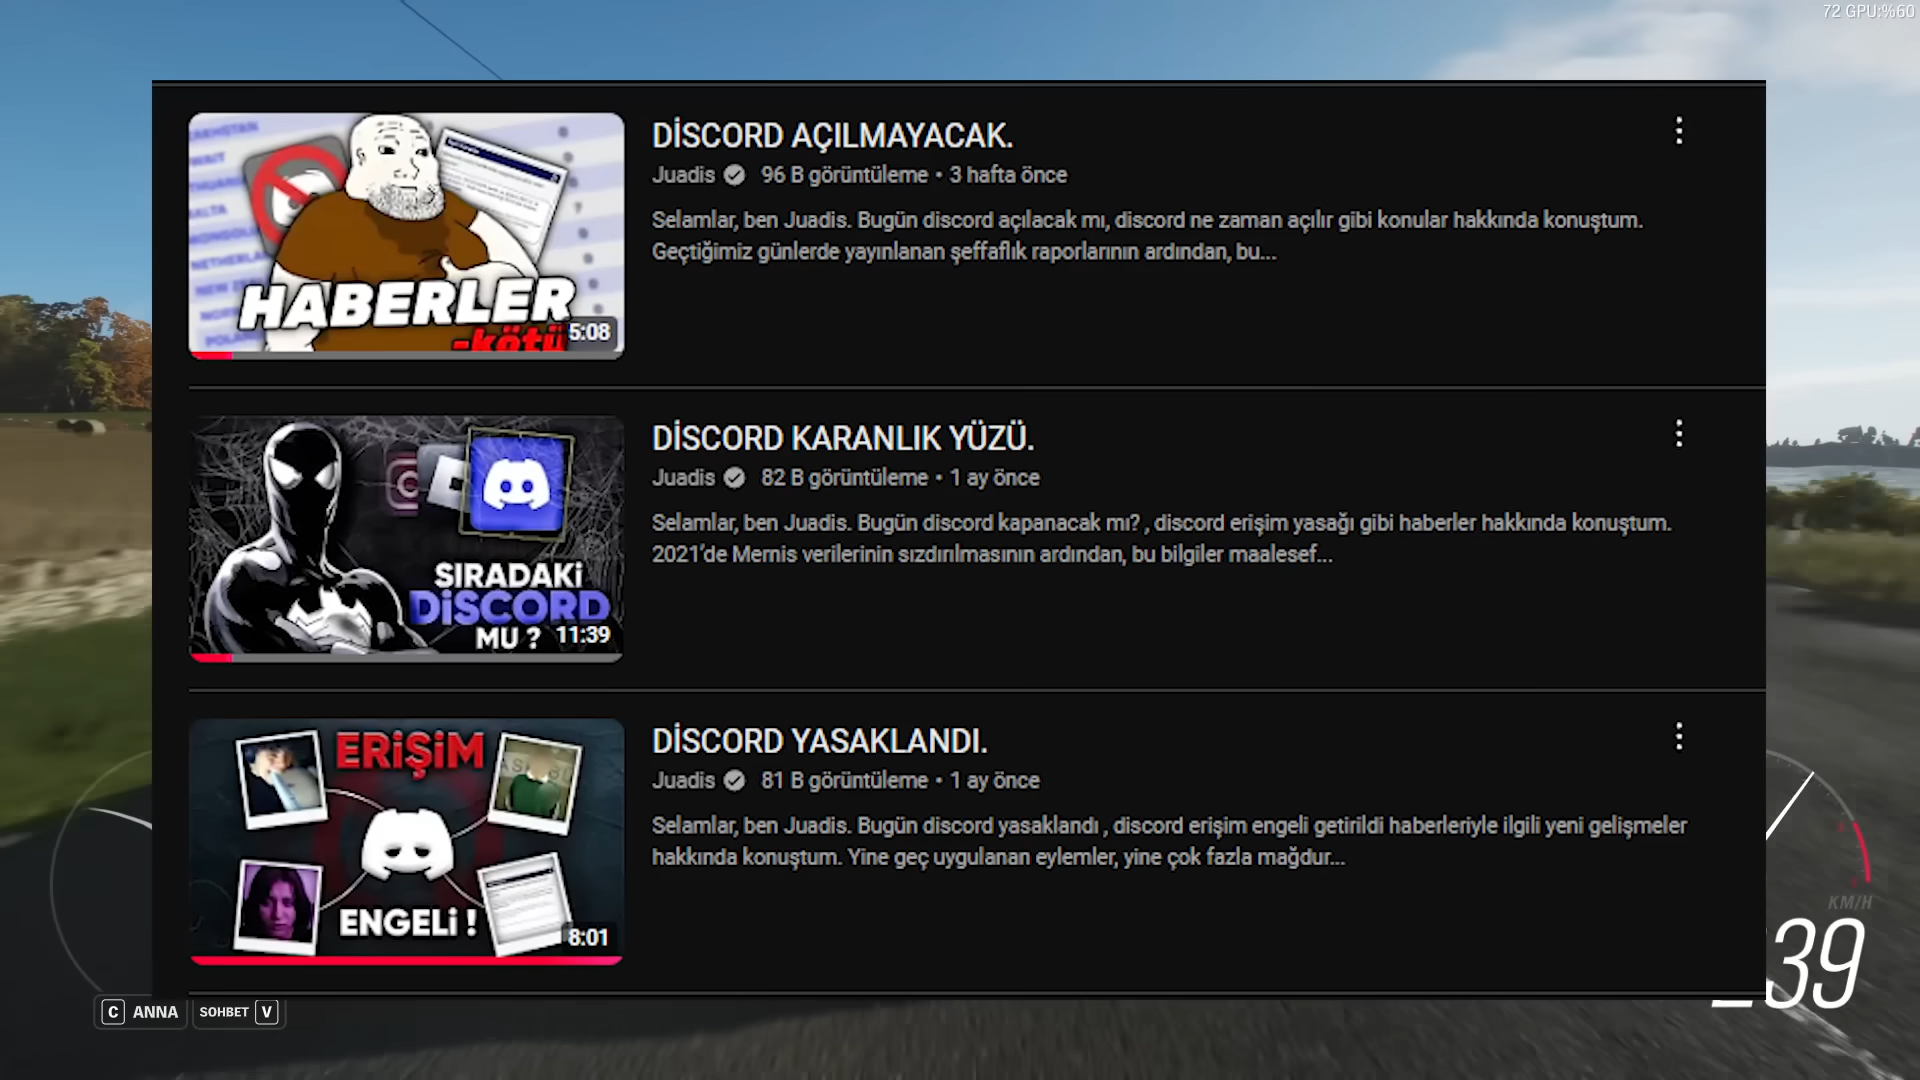 72 GPU:%60
DİSCORD AÇILMAYACAK.
Juadis 96 B görüntüleme • 3 hafta önce
Selamlar, ben Juadis. Bugün discord açılacak mı, discord ne zaman açılır gibi konular hakkında konuştum.
Geçtiğimiz günlerde yayınlanan şeffaflık raporlarının ardından, bu...
HABERLER
-kötü
5:08
DİSCORD KARANLIK YÜZÜ.
Juadis 82 B görüntüleme • 1 ay önce
Selamlar, ben Juadis. Bugün discord kapanacak mı? , discord erişim yasağı gibi haberler hakkında konuştum.
2021'de Mernis verilerinin sızdırılmasının ardından, bu bilgiler maalesef...
SIRADAKİ
DİSCORD
MU ? 11:39
DİSCORD YASAKLANDI.
Juadis 81 B görüntüleme • 1 ay önce
Selamlar, ben Juadis. Bugün discord yasaklandı , discord erişim engeli getirildi haberleriyle ilgili yeni gelişmeler
hakkında konuştum. Yine geç uygulanan eylemler, yine çok fazla mağdur...
ERİŞİM
ENGELİ !
8:01
KM/H
39
C ANNA SOHBET V